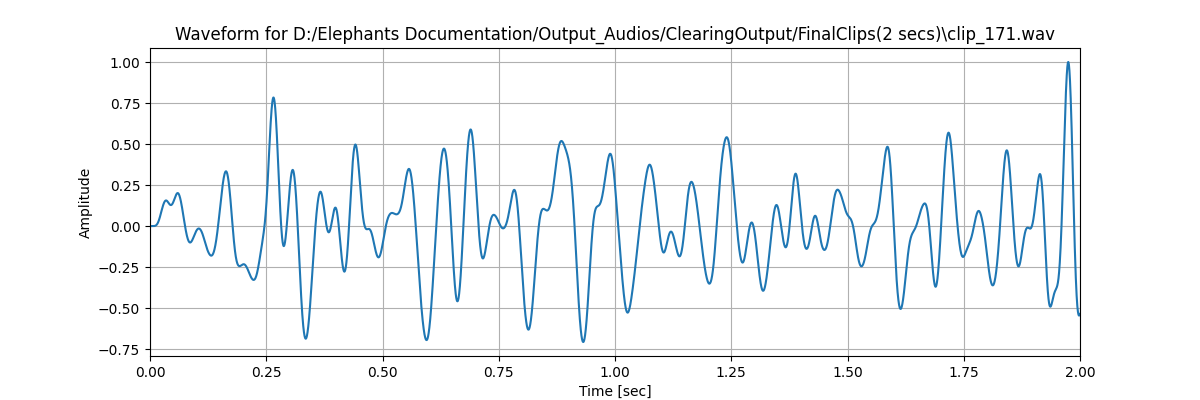 Waveform for D:/Elephants Documentation/Output_Audios/ClearingOutput/FinalClips(2 secs)\clip_171.wav
1.00
0.75
0.50
0.25
0.00
−0.25
−0.50
−0.75
Amplitude
0.00 0.25 0.50 0.75 1.00 1.25 1.50 1.75 2.00
Time [sec]